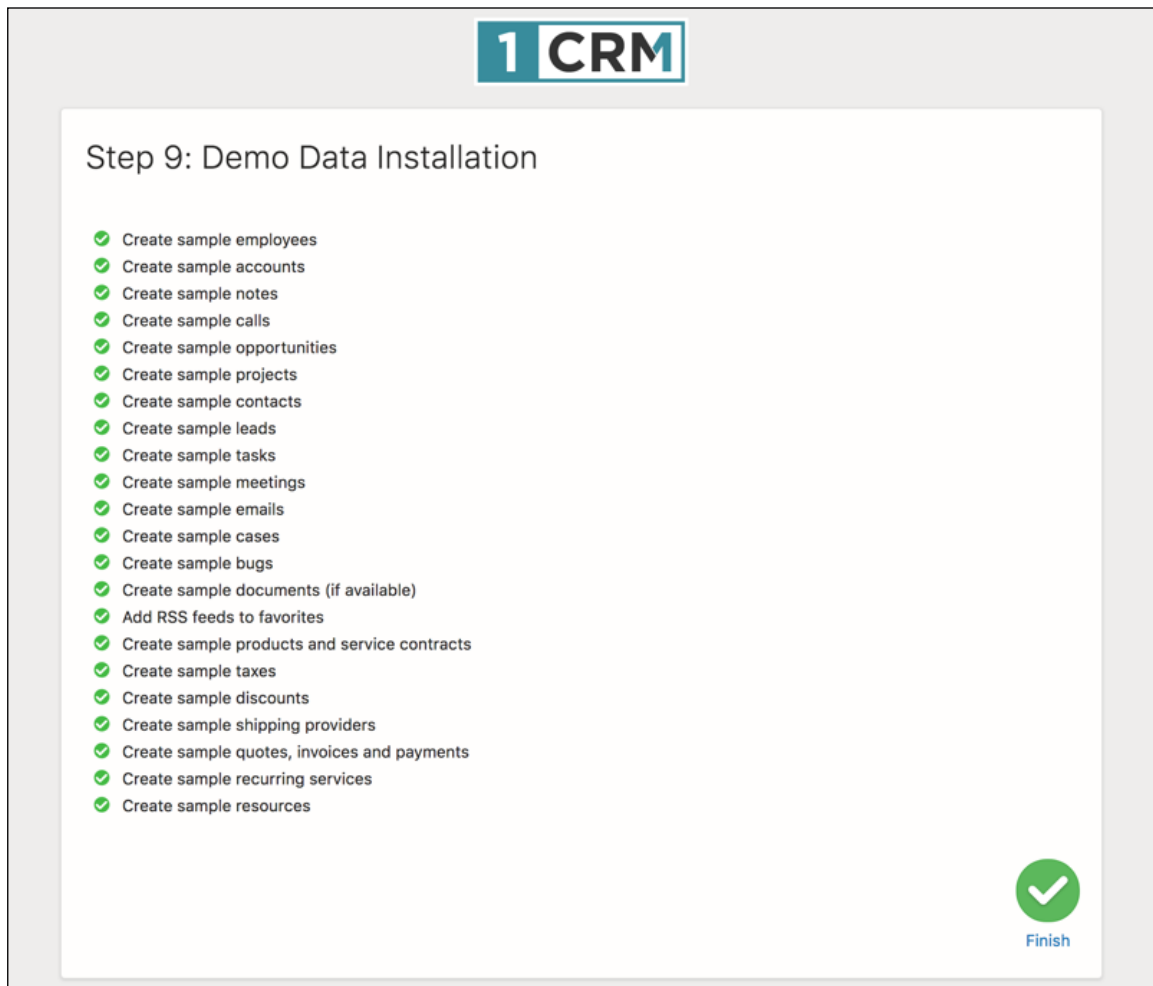 1 CRM
Step 9: Demo Data Installation
Create sample employees
Create sample accounts
Create sample notes
Create sample calls
Create sample opportunities
Create sample projects
Create sample contacts
Create sample leads
Create sample tasks
Create sample meetings
Create sample emails
Create sample cases
Create sample bugs
Create sample documents (if available)
Add RSS feeds to favorites
Create sample products and service contracts
Create sample taxes
Create sample discounts
Create sample shipping providers
Create sample quotes, invoices and payments
Create sample recurring services
Create sample resources
Finish